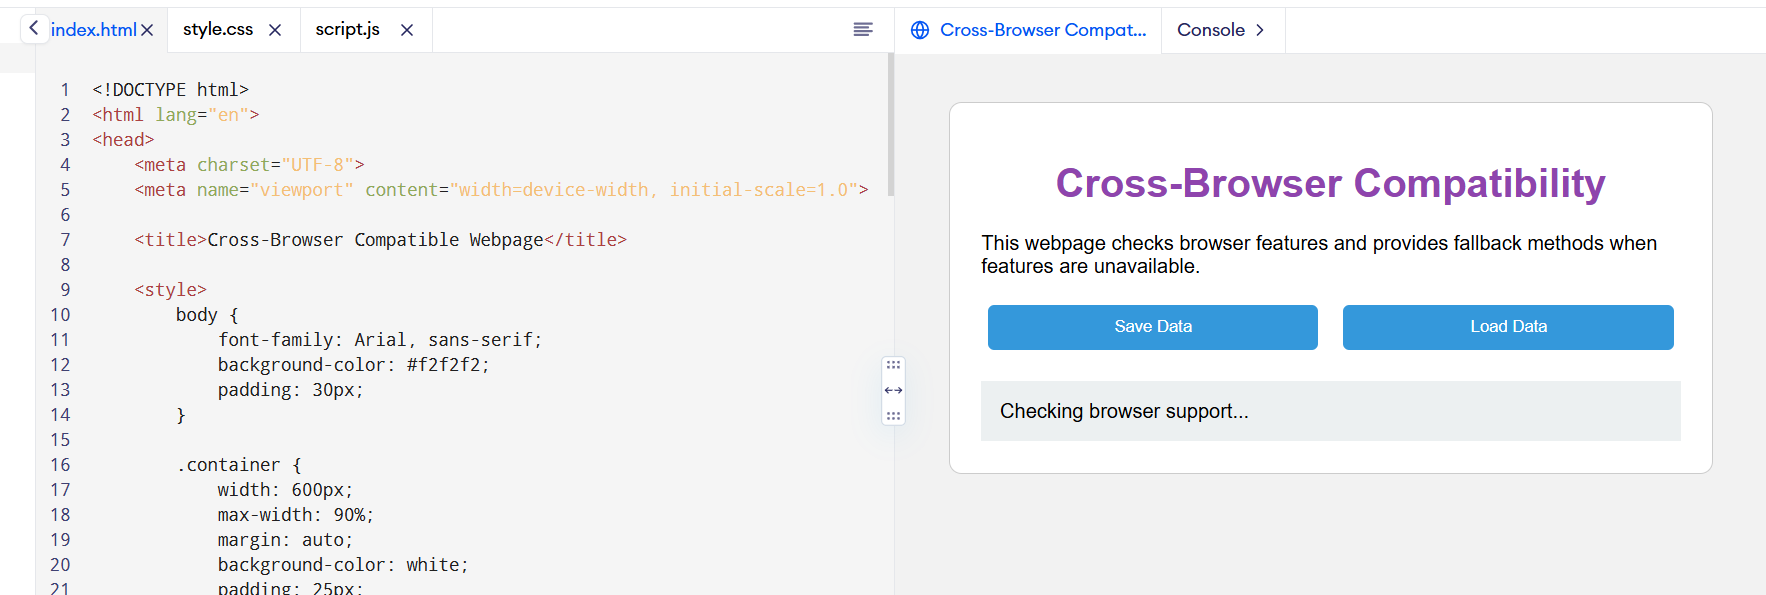 index.html
style.css
script.js
Cross-Browser Compat...
Console
1 <!DOCTYPE html>
2 <html lang="en">
3 <head>
4 <meta charset="UTF-8">
5 <meta name="viewport" content="width=device-width, initial-scale=1.0">
6
7 <title>Cross-Browser Compatible Webpage</title>
8
9 <style>
10 body {
11 font-family: Arial, sans-serif;
12 background-color: #f2f2f2;
13 padding: 30px;
14 }
15
16 .container {
17 width: 600px;
18 max-width: 90%;
19 margin: auto;
20 background-color: white;
21 padding: 25px;
Cross-Browser Compatibility
This webpage checks browser features and provides fallback methods when
features are unavailable.
Save Data
Load Data
Checking browser support...